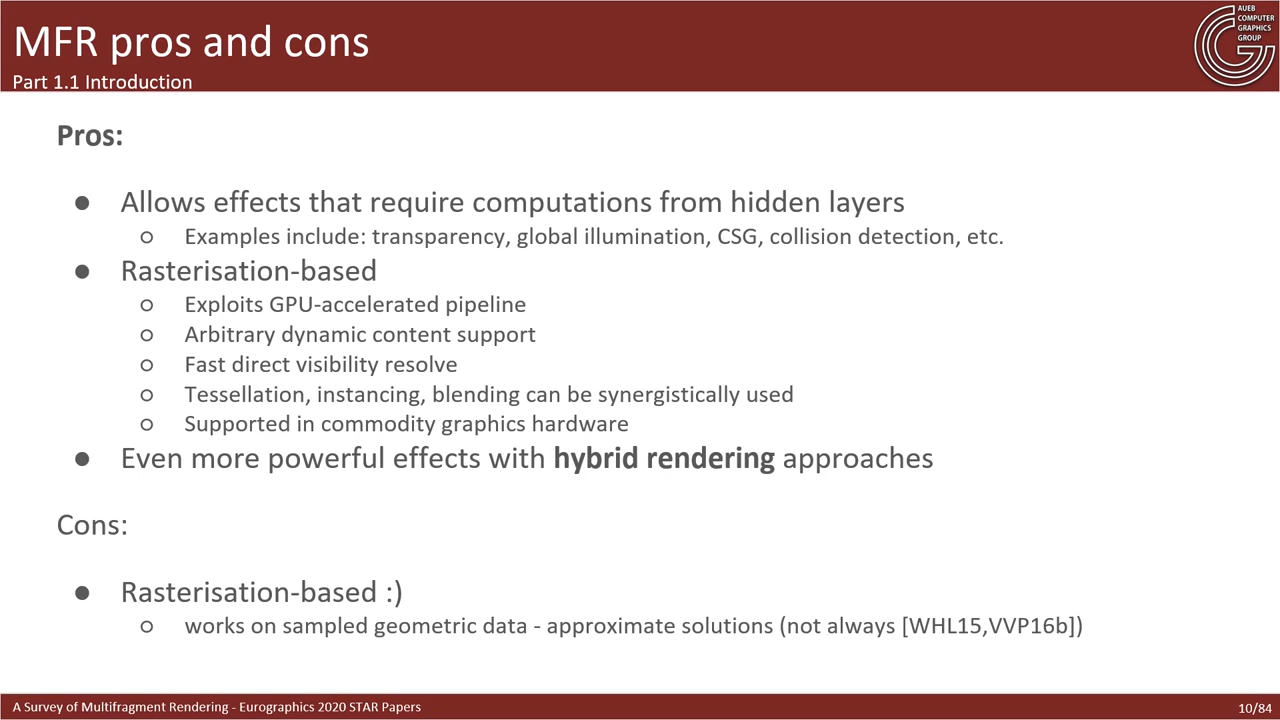 MFR pros and cons
Part 1.1 Introduction
AUEB
COMPUTER
GRAPHICS
GROUP
Pros:
● Allows effects that require computations from hidden layers
○ Examples include: transparency, global illumination, CSG, collision detection, etc.
● Rasterisation-based
○ Exploits GPU-accelerated pipeline
○ Arbitrary dynamic content support
○ Fast direct visibility resolve
○ Tessellation, instancing, blending can be synergistically used
○ Supported in commodity graphics hardware
● Even more powerful effects with hybrid rendering approaches
Cons:
● Rasterisation-based :)
○ works on sampled geometric data - approximate solutions (not always [WHL15,VVP16b])
A Survey of Multifragment Rendering - Eurographics 2020 STAR Papers
10/84